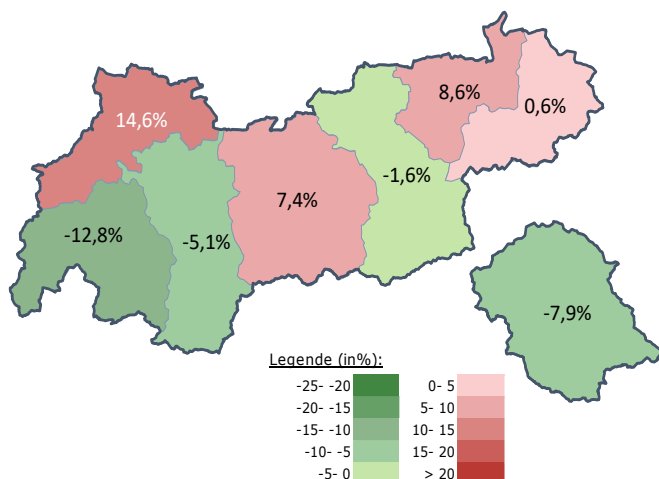 8,6%
0,6%
14,6%
-1,6%
7,4%
-12,8%
-5,1%
-7,9%
Legende (in%):
-25- -20 0- 5
-20- -15 5- 10
-15- -10 10- 15
-10- -5 15- 20
-5- 0 > 20